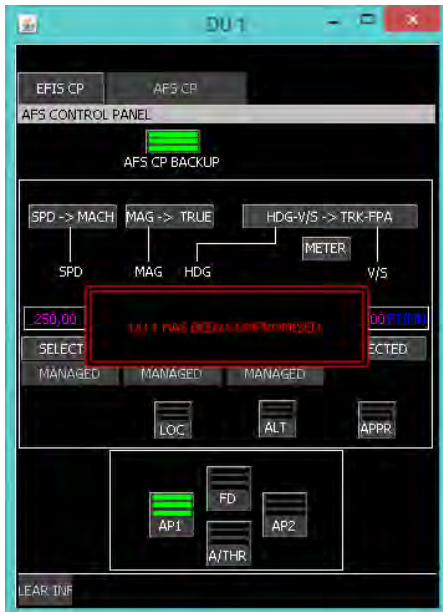 DU 1
EFIS CP AFS CP
AFS CONTROL PANEL
AFS CP BACKUP
SPD -> MACH MAG -> TRUE HDG-V/S -> TRK-FPA
METER
SPD MAG HDG V/S
250,00 00 FT/MN
DU 1 HAS BEEN COMPROMISED
SELECT ECTED
MANAGED MANAGED MANAGED
LOC ALT APPR
FD
AP1 AP2
A/THR
LEAR INF